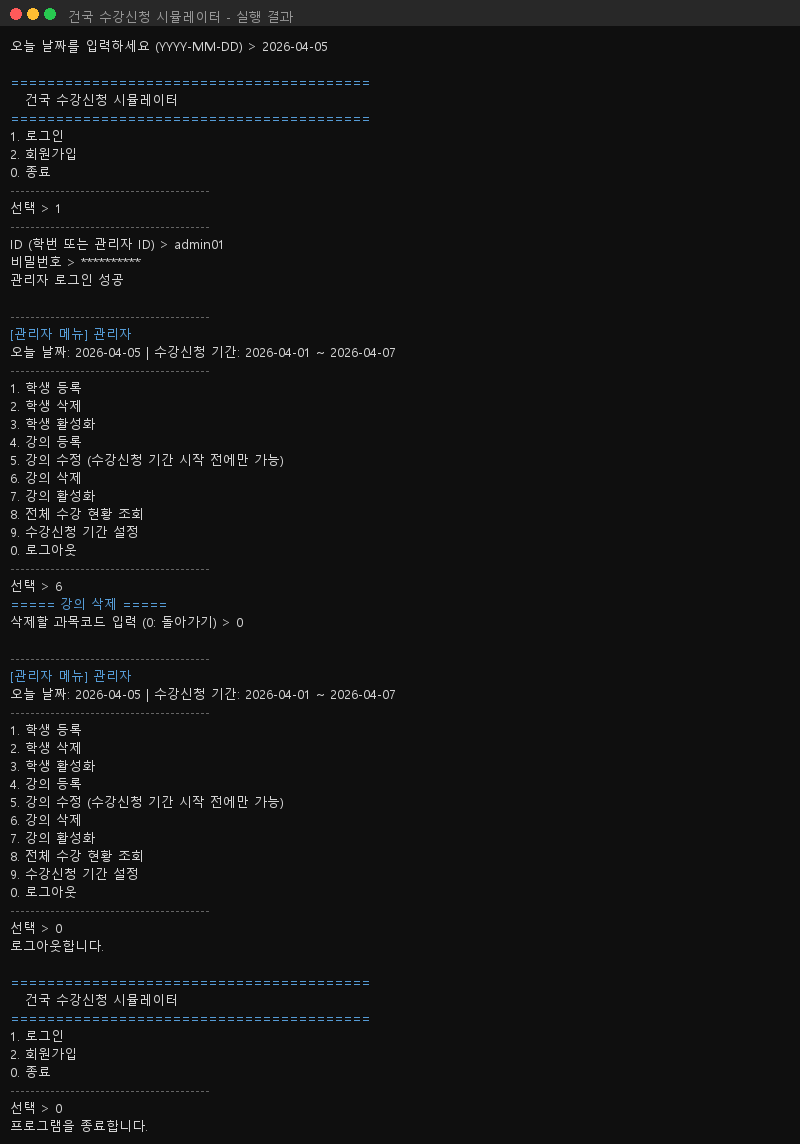 건국 수강신청 시뮬레이터 - 실행 결과
오늘 날짜를 입력하세요 (YYYY-MM-DD) > 2026-04-05
========================================
건국 수강신청 시뮬레이터
========================================
1. 로그인
2. 회원가입
0. 종료
----------------------------------------
선택 > 1
----------------------------------------
ID (학번 또는 관리자 ID) > admin01
비밀번호 > **********
관리자 로그인 성공
----------------------------------------
[관리자 메뉴] 관리자
오늘 날짜: 2026-04-05 | 수강신청 기간: 2026-04-01 ~ 2026-04-07
----------------------------------------
1. 학생 등록
2. 학생 삭제
3. 학생 활성화
4. 강의 등록
5. 강의 수정 (수강신청 기간 시작 전에만 가능)
6. 강의 삭제
7. 강의 활성화
8. 전체 수강 현황 조회
9. 수강신청 기간 설정
0. 로그아웃
----------------------------------------
선택 > 6
===== 강의 삭제 =====
삭제할 과목코드 입력 (0: 돌아가기) > 0
----------------------------------------
[관리자 메뉴] 관리자
오늘 날짜: 2026-04-05 | 수강신청 기간: 2026-04-01 ~ 2026-04-07
----------------------------------------
1. 학생 등록
2. 학생 삭제
3. 학생 활성화
4. 강의 등록
5. 강의 수정 (수강신청 기간 시작 전에만 가능)
6. 강의 삭제
7. 강의 활성화
8. 전체 수강 현황 조회
9. 수강신청 기간 설정
0. 로그아웃
----------------------------------------
선택 > 0
로그아웃합니다.
========================================
건국 수강신청 시뮬레이터
========================================
1. 로그인
2. 회원가입
0. 종료
----------------------------------------
선택 > 0
프로그램을 종료합니다.